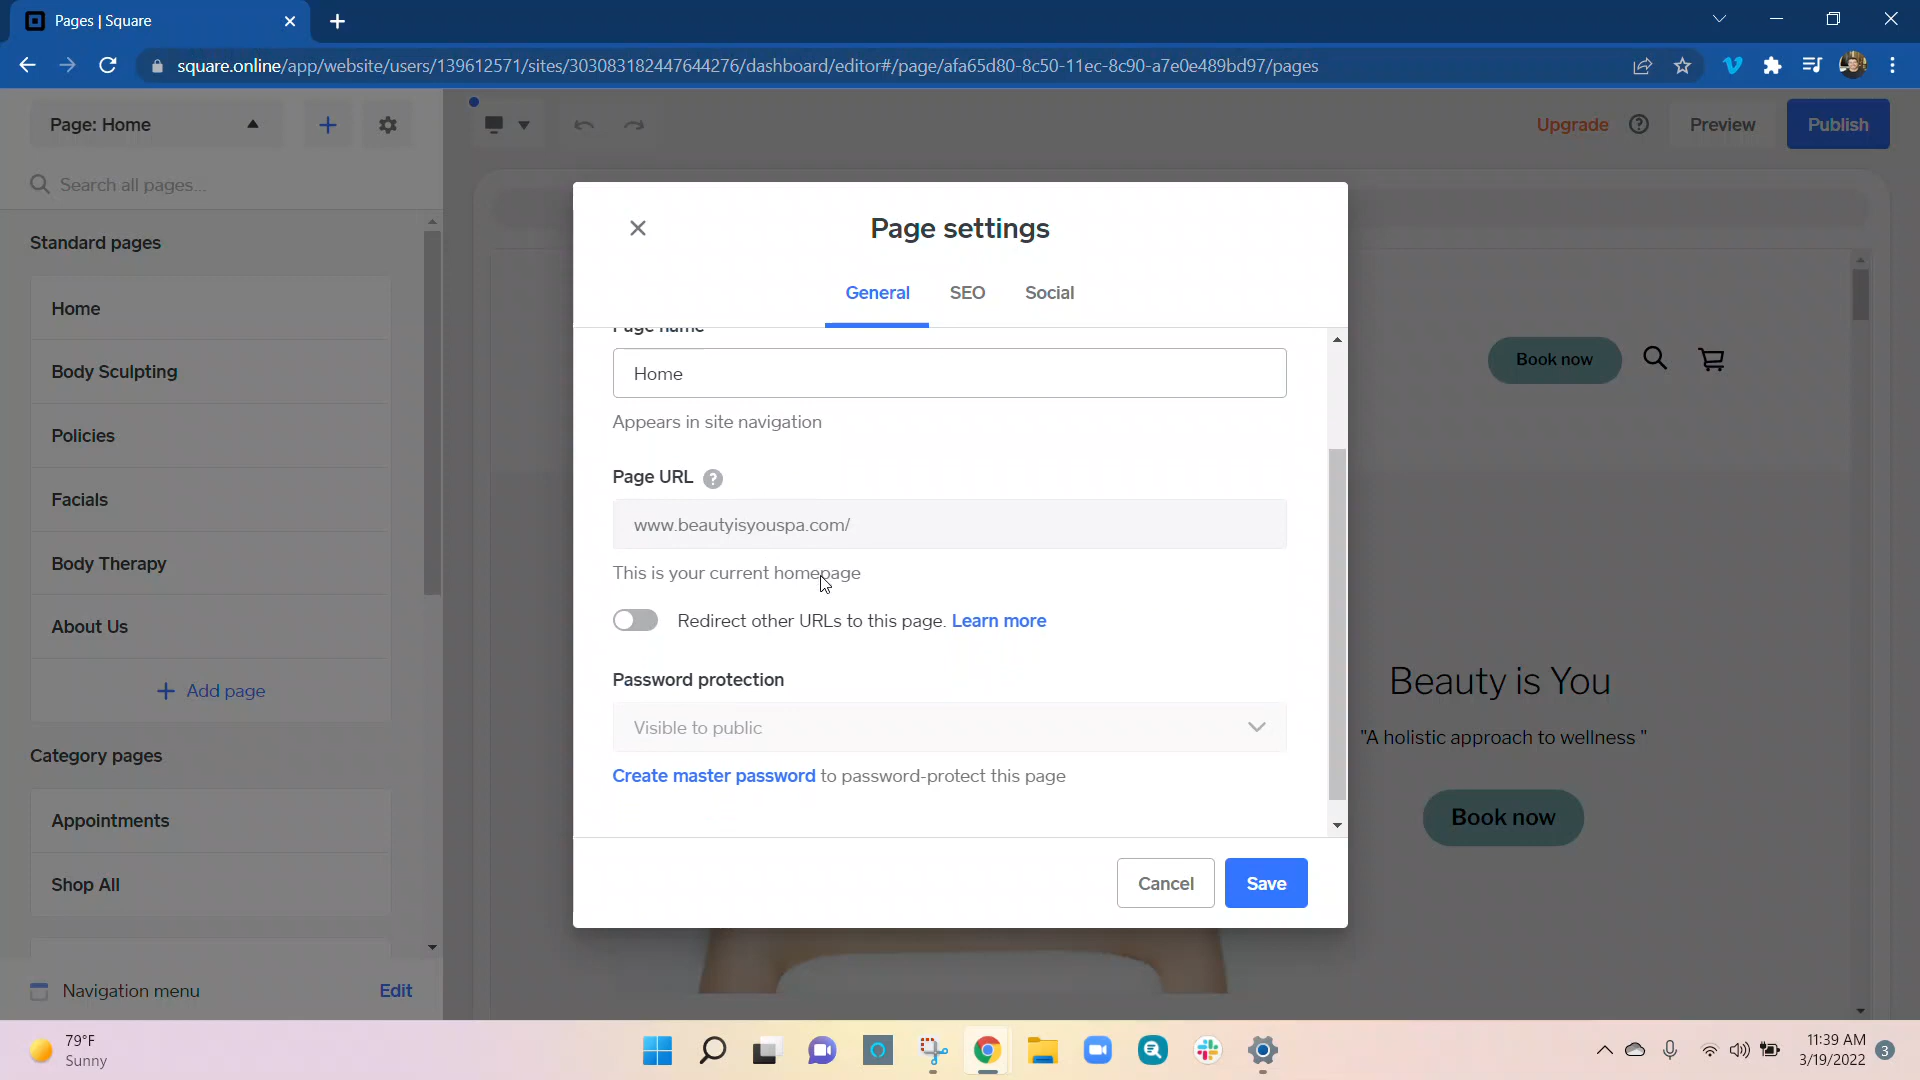 Pages | Square
square.online/app/website/users/139612571/sites/303083182447644276/dashboard/editor#/page/afa65d80-8c50-11ec-8c90-a7e0e489bd97/pages
Page: Home
Upgrade
Preview
Publish
Search all pages...
Standard pages
Home
Body Sculpting
Policies
Facials
Body Therapy
About Us
Add page
Category pages
Appointments
Shop All
Navigation menu
Edit
Page settings
General
SEO
Social
Page name
Home
Appears in site navigation
Page URL ?
www.beautyisyouspa.com/
This is your current homepage
Redirect other URLs to this page. Learn more
Password protection
Visible to public
Create master password to password-protect this page
Cancel
Save
Book now
Beauty is You
"A holistic approach to wellness "
Book now
79°F
Sunny
11:39 AM
3/19/2022
3